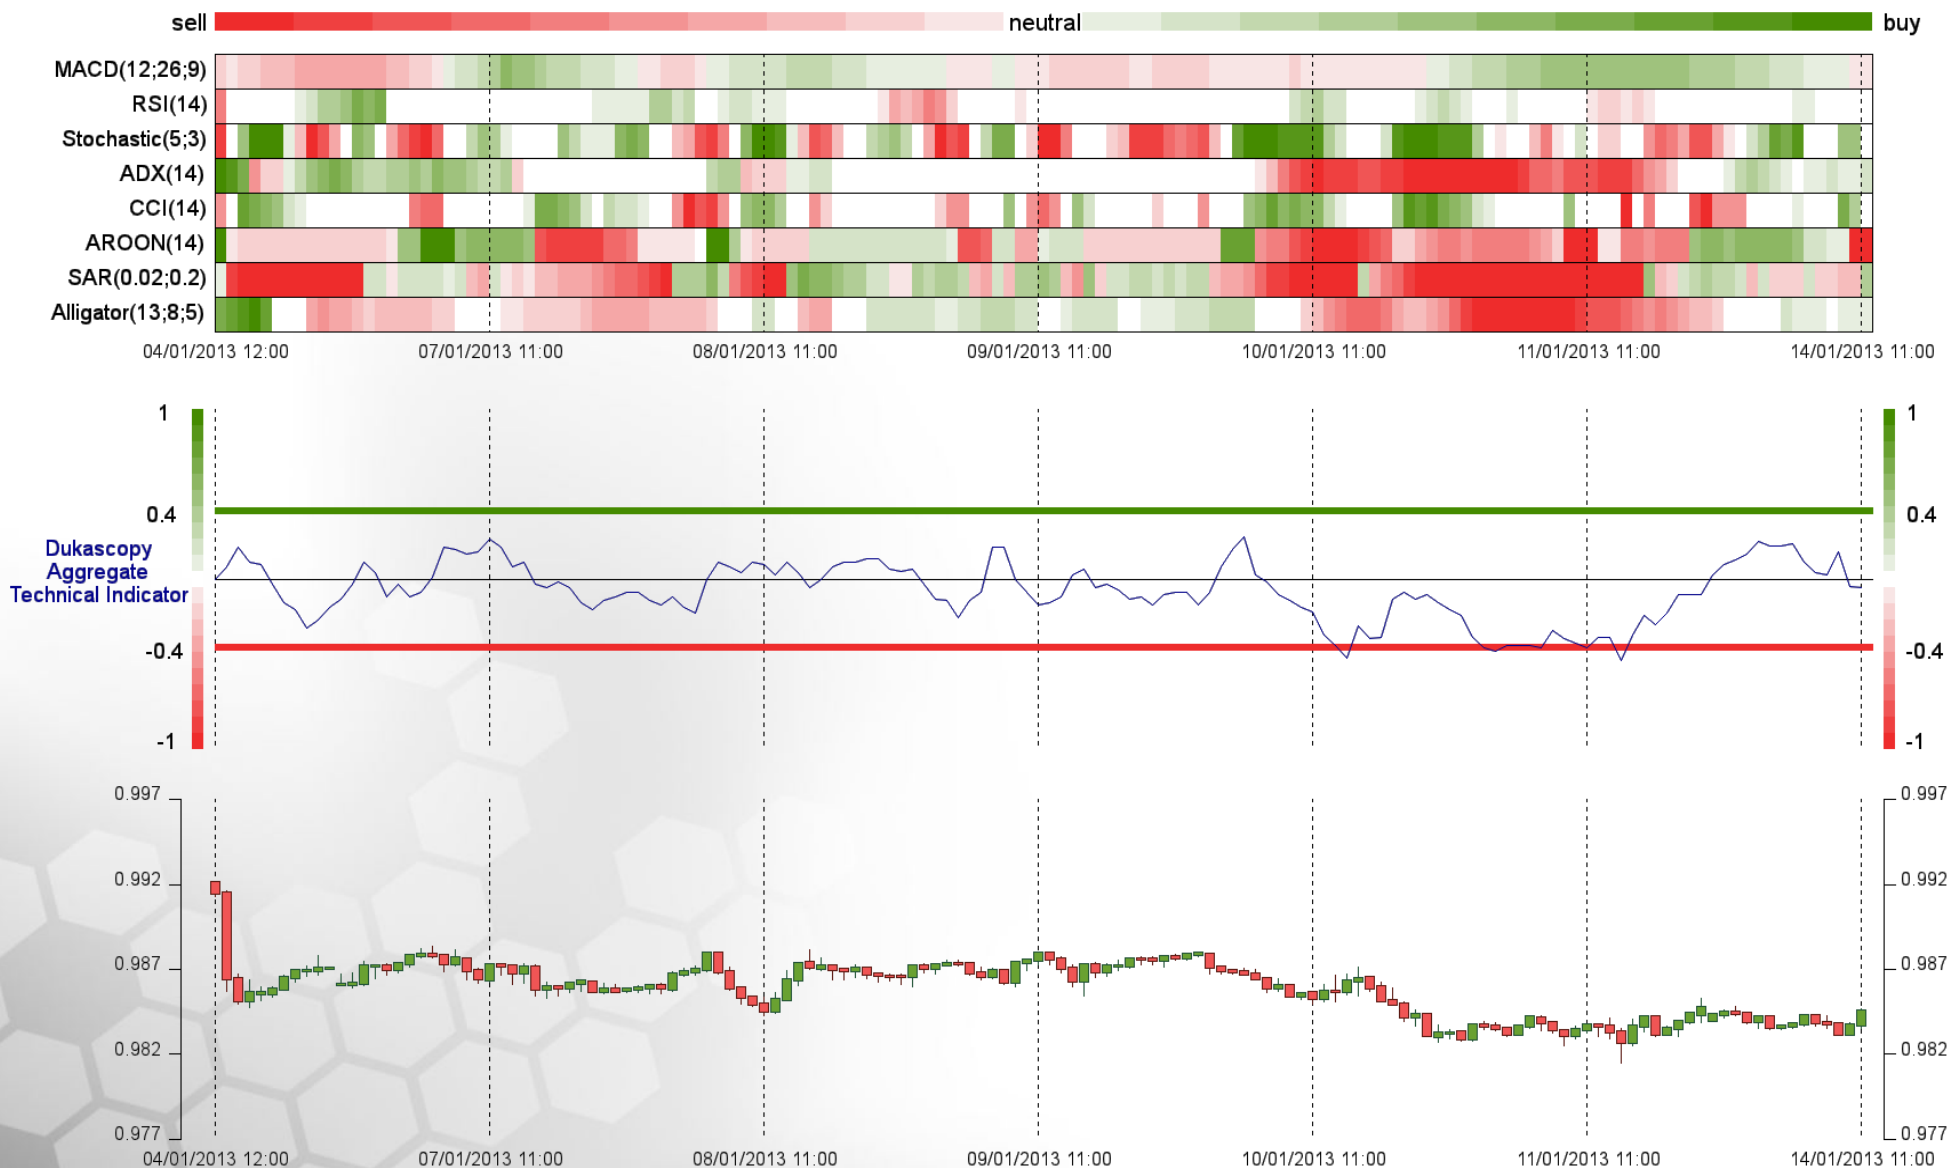 sell neutral buy
MACD(12;26;9)
RSI(14)
Stochastic(5;3)
ADX(14)
CCI(14)
AROON(14)
SAR(0.02;0.2)
Alligator(13;8;5)
04/01/2013 12:00 07/01/2013 11:00 08/01/2013 11:00 09/01/2013 11:00 10/01/2013 11:00 11/01/2013 11:00 14/01/2013 11:00
1 1
0.4 0.4
Dukascopy
Aggregate
Technical Indicator
-0.4 -0.4
-1 -1
0.997 0.997
0.992 0.992
0.987 0.987
0.982 0.982
0.977 0.977
04/01/2013 12:00 07/01/2013 11:00 08/01/2013 11:00 09/01/2013 11:00 10/01/2013 11:00 11/01/2013 11:00 14/01/2013 11:00